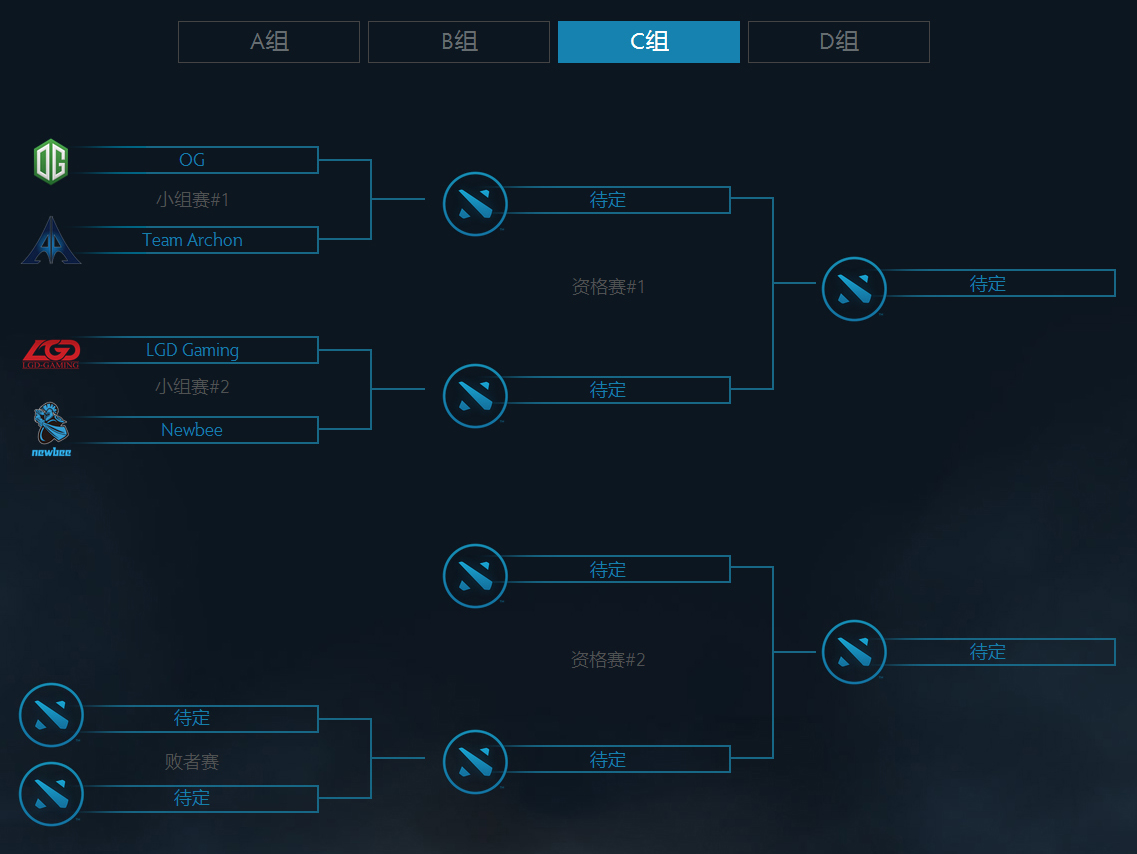 A组
B组
C组
D组
OG
OG
小组赛#1
Team Archon
待定
资格赛#1
待定
LGD
LGD-GAMING
LGD Gaming
小组赛#2
待定
newbee
Newbee
待定
资格赛#2
待定
待定
败者赛
待定
待定